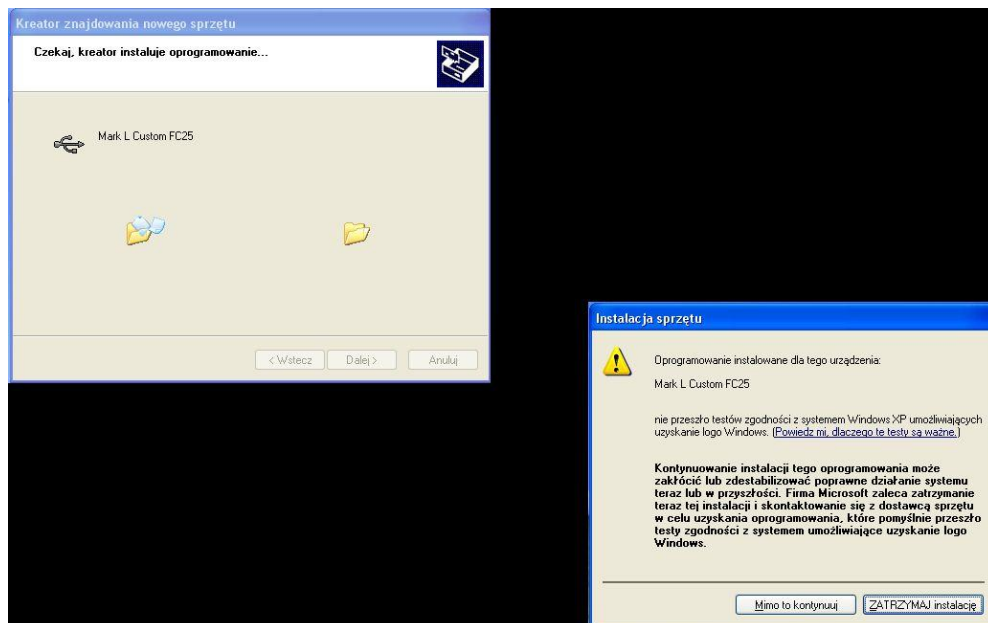 Kreator znajdowania nowego sprzętu
Czekaj, kreator instaluje oprogramowanie...
Mark L Custom FC25
< Wstecz
Dalej >
Anuluj
Instalacja sprzętu
Oprogramowanie instalowane dla tego urządzenia:
Mark L Custom FC25
nie przeszło testów zgodności z systemem Windows XP umożliwiających
uzyskanie logo Windows. (Powiedz mi, dlaczego te testy są ważne.)
Kontynuowanie instalacji tego oprogramowania może
zakłócić lub zdestabilizować poprawne działanie systemu
teraz lub w przyszłości. Firma Microsoft zaleca zatrzymanie
teraz tej instalacji i skontaktowanie się z dostawcą sprzętu
w celu uzyskania oprogramowania, które pomyślnie przeszło
testy zgodności z systemem umożliwiające uzyskanie logo
Windows.
Mimo to kontynuuj
ZATRZYMAJ instalację